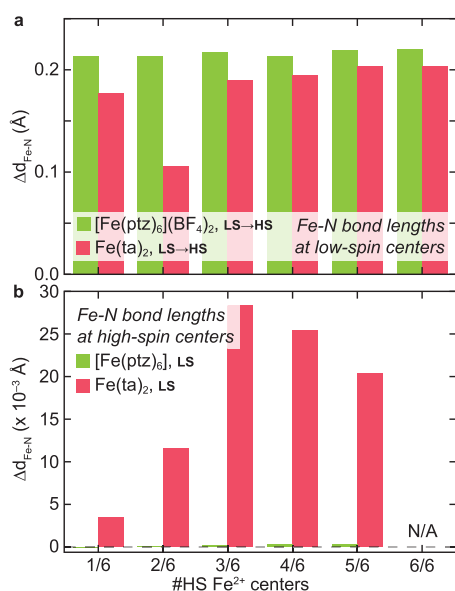 a
0.2
0.1
0.0
Δd_Fe-N (Å)
[Fe(ptz)₆](BF₄)₂, LS→HS
Fe(ta)₂, LS→HS
Fe-N bond lengths
at low-spin centers
b
30
25
20
15
10
5
0
Δd_Fe-N (x 10⁻³ Å)
Fe-N bond lengths
at high-spin centers
[Fe(ptz)₆], LS
Fe(ta)₂, LS
N/A
1/6 2/6 3/6 4/6 5/6 6/6
#HS Fe²⁺ centers